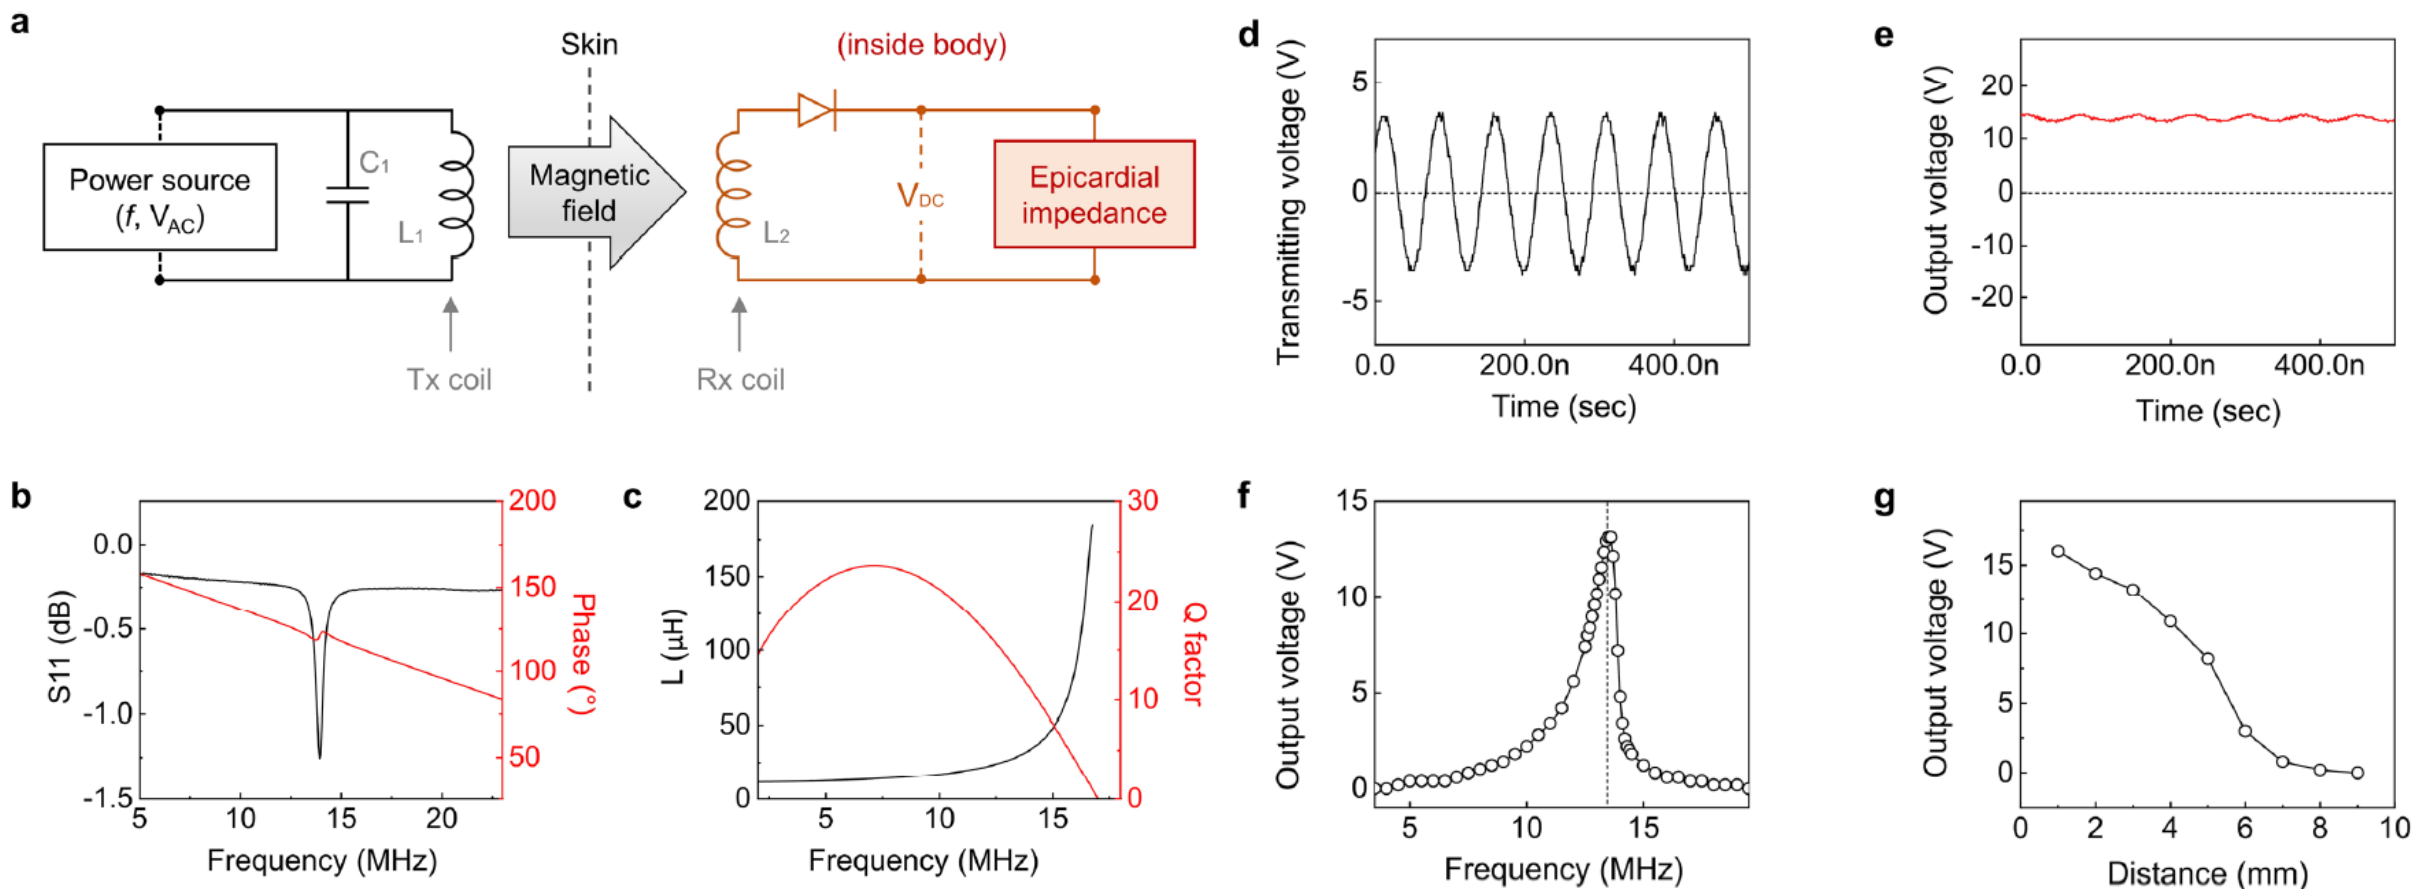 a
Skin
(inside body)
Power source
(f, VAC)
C1
L1
Magnetic
field
L2
VDC
Epicardial
impedance
Tx coil
Rx coil
b
S11 (dB)
0.0
-0.5
-1.0
-1.5
5
10
15
20
Frequency (MHz)
200
150
100
50
Phase (°)
c
L (µH)
200
150
100
50
0
5
10
15
Frequency (MHz)
30
20
10
0
Q factor
d
Transmitting voltage (V)
5
0
-5
0.0
200.0n
400.0n
Time (sec)
e
Output voltage (V)
20
10
0
-10
-20
0.0
200.0n
400.0n
Time (sec)
f
Output voltage (V)
15
10
5
0
5
10
15
Frequency (MHz)
g
Output voltage (V)
15
10
5
0
0
2
4
6
8
10
Distance (mm)